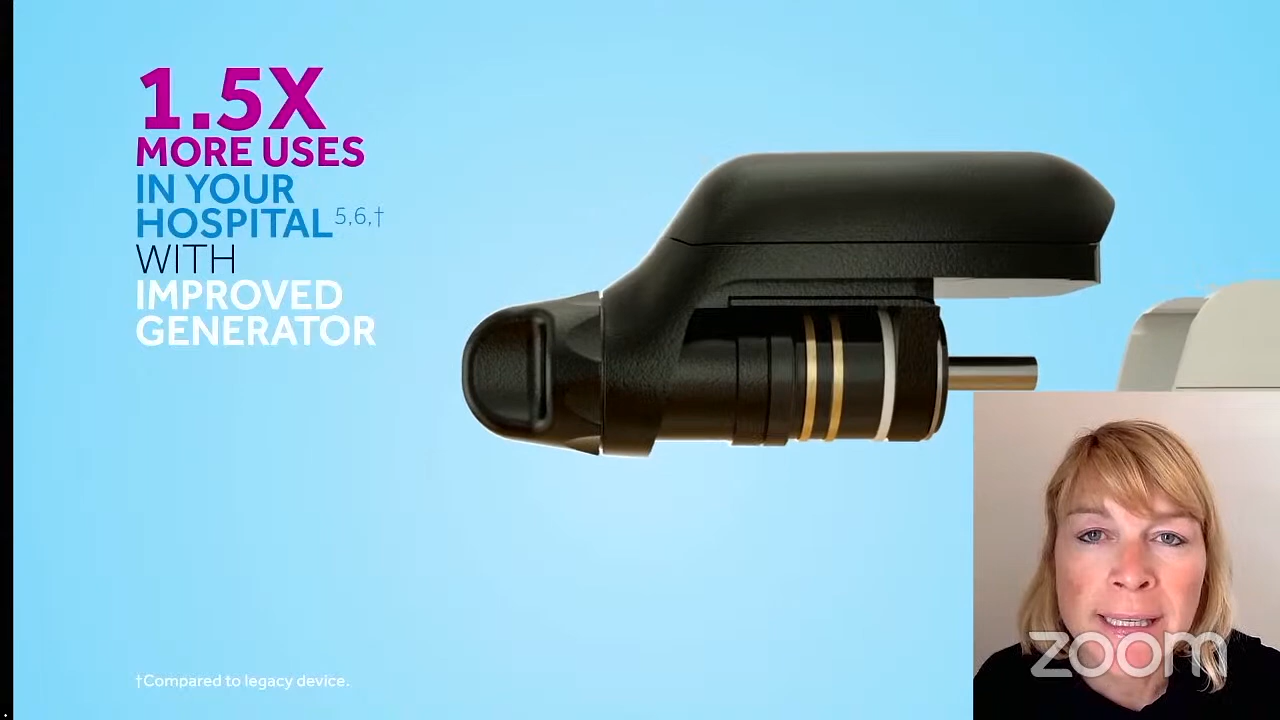 1.5X
MORE USES
IN YOUR
HOSPITAL5,6,†
WITH
IMPROVED
GENERATOR
†Compared to legacy device.
zoom